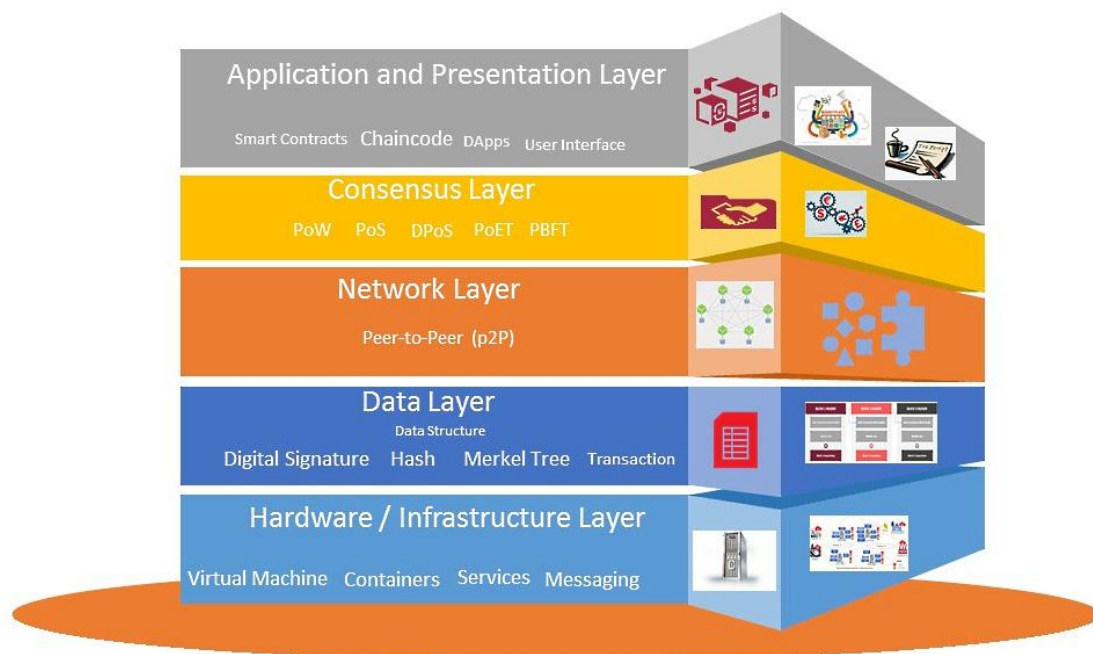 Application and Presentation Layer
Smart Contracts Chaincode DApps User Interface
Consensus Layer
PoW PoS DPoS PoET PBFT
Network Layer
Peer-to-Peer (p2P)
Data Layer
Data Structure
Digital Signature Hash Merkel Tree Transaction
Hardware / Infrastructure Layer
Virtual Machine Containers Services Messaging